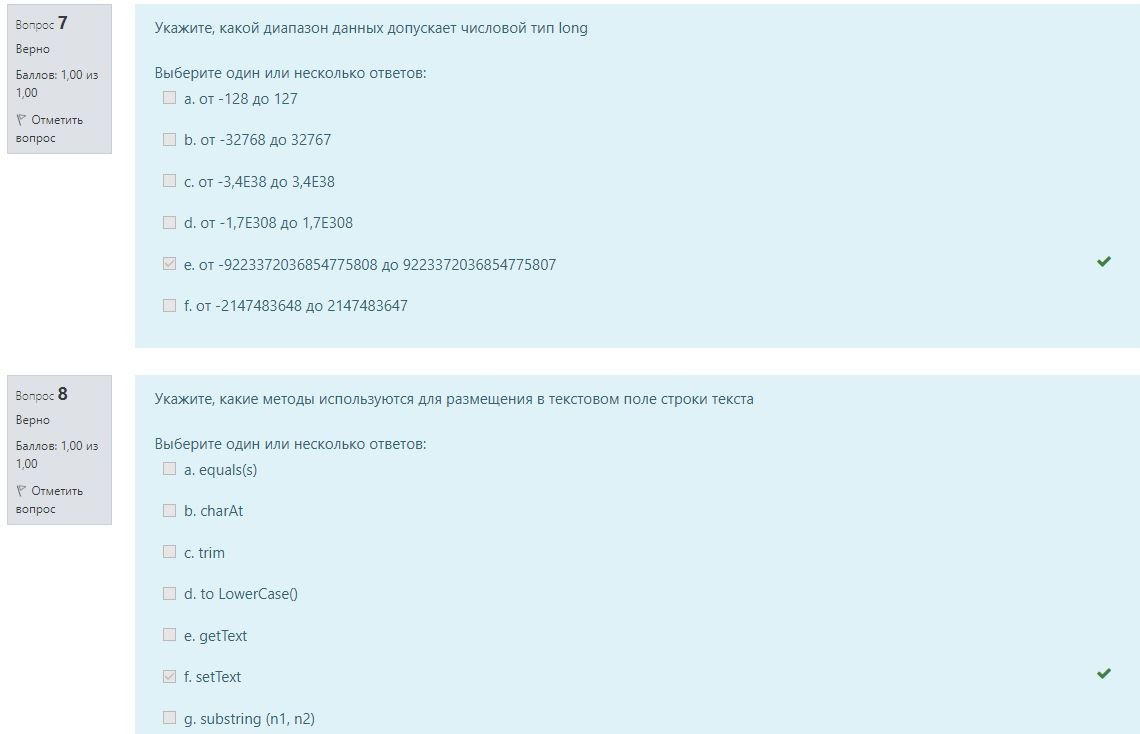 Вопрос 7
Верно
Баллов: 1,00 из
1,00
Отметить
вопрос
Укажите, какой диапазон данных допускает числовой тип long
Выберите один или несколько ответов:
a. от -128 до 127
b. от -32768 до 32767
c. от -3,4E38 до 3,4E38
d. от -1,7E308 до 1,7E308
e. от -9223372036854775808 до 9223372036854775807
f. от -2147483648 до 2147483647
Вопрос 8
Верно
Баллов: 1,00 из
1,00
Отметить
вопрос
Укажите, какие методы используются для размещения в текстовом поле строки текста
Выберите один или несколько ответов:
a. equals(s)
b. charAt
c. trim
d. to LowerCase()
e. getText
f. setText
g. substring (n1, n2)